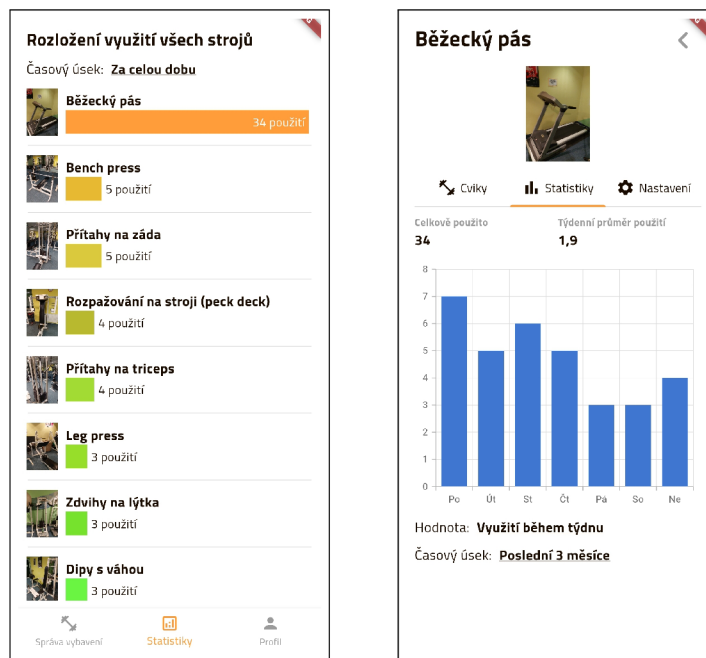 Rozložení využití všech strojů
Časový úsek: Za celou dobu
Běžecký pás
34 použití
Bench press
5 použití
Přítahy na záda
5 použití
Rozpažování na stroji (peck deck)
4 použití
Přítahy na triceps
4 použití
Leg press
3 použití
Zdvihy na lýtka
3 použití
Dipy s váhou
3 použití
Správa vybavení
Statistiky
Profil
Běžecký pás
Cviky
Statistiky
Nastavení
Celkově použito
Týdenní průměr použití
34
1,9
8
7
6
5
4
3
2
1
0
Po Út St Čt Pá So Ne
Hodnota: Využití během týdnu
Časový úsek: Poslední 3 měsíce